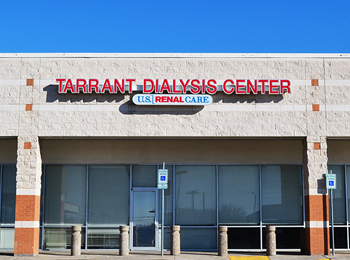 TARRANT DIALYSIS CENTER
U.S. RENAL CARE